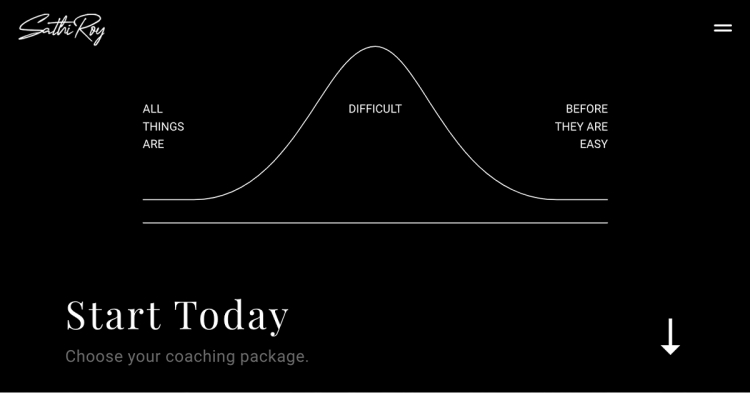 Sathi Roy
ALL
THINGS
ARE
DIFFICULT
BEFORE
THEY ARE
EASY
Start Today
Choose your coaching package.